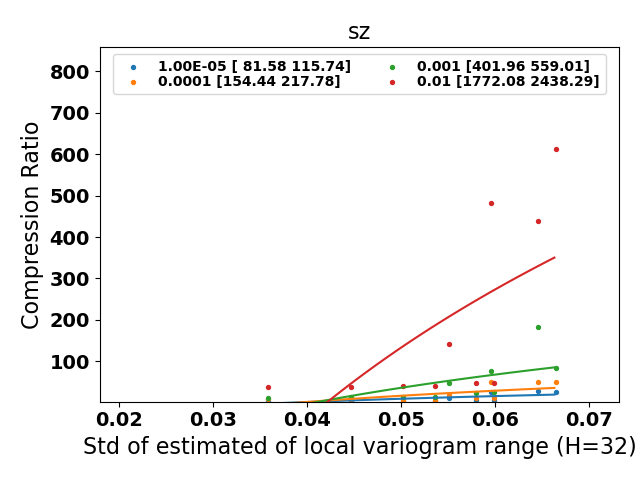 sz
1.00E-05 [ 81.58 115.74]
0.0001 [154.44 217.78]
0.001 [401.96 559.01]
0.01 [1772.08 2438.29]
Compression Ratio
800
700
600
500
400
300
200
100
0.02 0.03 0.04 0.05 0.06 0.07
Std of estimated of local variogram range (H=32)